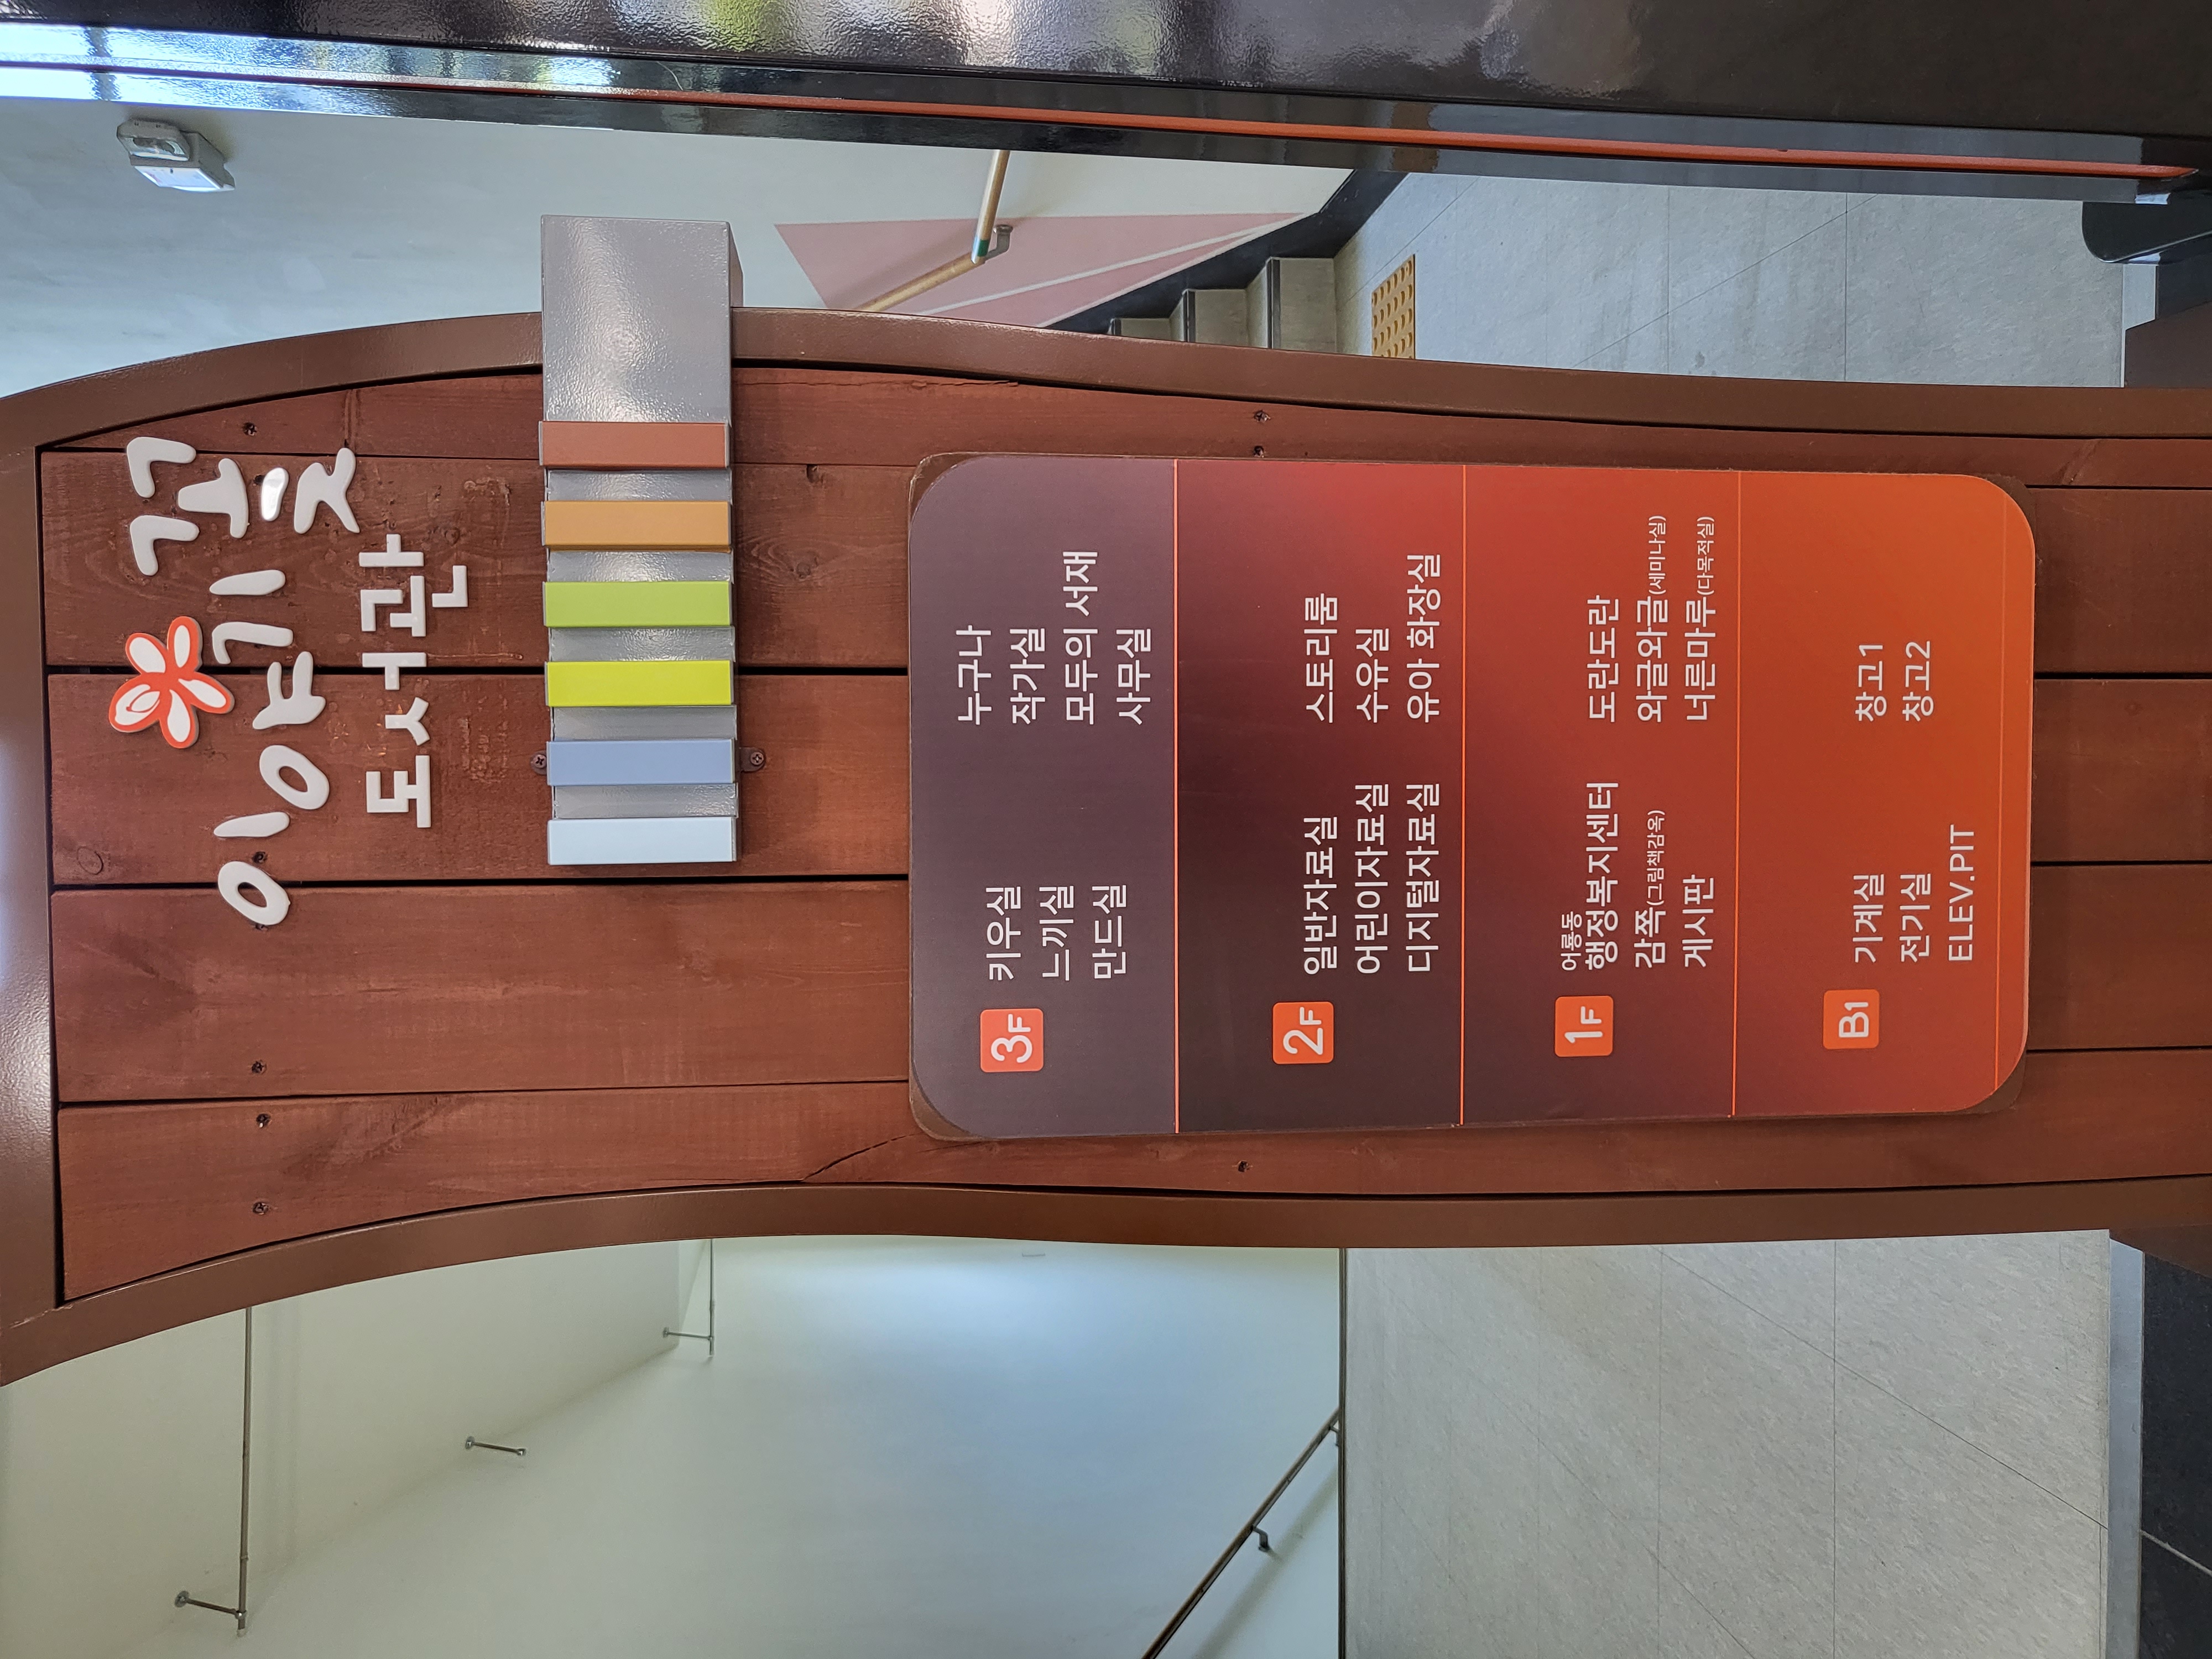 이야기꽃
도서관
3F
키우실
느끼실
만드실
누구나
작가실
모두의 서재
사무실
2F
일반자료실
어린이자료실
디지털자료실
스토리룸
수유실
유아 화장실
1F
어룡동
행정복지센터
감쪽(그림책감옥)
게시판
도란도란
와글와글(세미나실)
너른마루(다목적실)
B1
기계실
전기실
ELEV.PIT
창고1
창고2